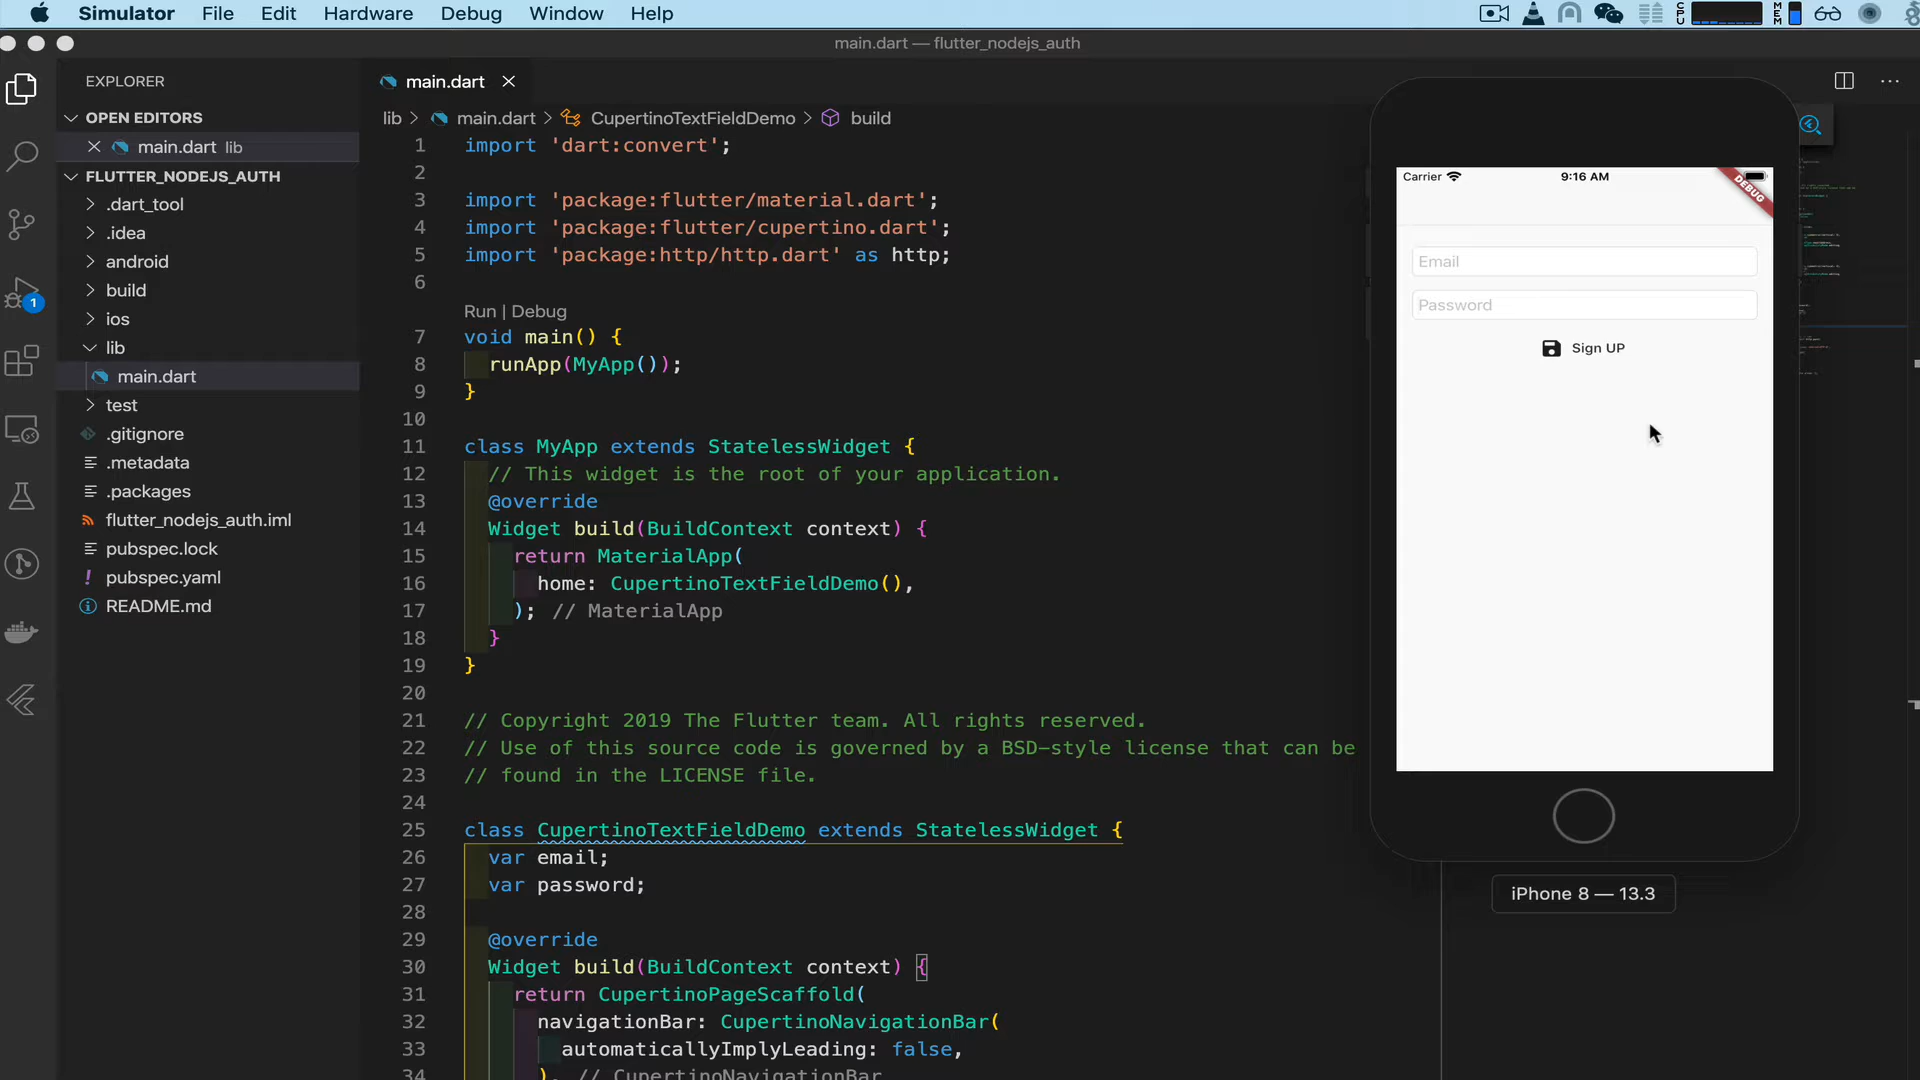 Simulator File Edit Hardware Debug Window Help
CPU MEM
main.dart — flutter_nodejs_auth
EXPLORER
OPEN EDITORS
main.dart lib
FLUTTER_NODEJS_AUTH
.dart_tool
.idea
android
build
1
ios
lib
main.dart
test
.gitignore
.metadata
.packages
flutter_nodejs_auth.iml
pubspec.lock
! pubspec.yaml
README.md
main.dart
lib > main.dart > CupertinoTextFieldDemo > build
1 import 'dart:convert';
2
3 import 'package:flutter/material.dart';
4 import 'package:flutter/cupertino.dart';
5 import 'package:http/http.dart' as http;
6
Run | Debug
7 void main() {
8 runApp(MyApp());
9 }
10
11 class MyApp extends StatelessWidget {
12 // This widget is the root of your application.
13 @override
14 Widget build(BuildContext context) {
15 return MaterialApp(
16 home: CupertinoTextFieldDemo(),
17 ); // MaterialApp
18 }
19 }
20
21 // Copyright 2019 The Flutter team. All rights reserved.
22 // Use of this source code is governed by a BSD-style license that can be
23 // found in the LICENSE file.
24
25 class CupertinoTextFieldDemo extends StatelessWidget {
26 var email;
27 var password;
28
29 @override
30 Widget build(BuildContext context) {
31 return CupertinoPageScaffold(
32 navigationBar: CupertinoNavigationBar(
33 automaticallyImplyLeading: false,
34 ), // CupertinoNavigationBar
Carrier 9:16 AM
DEBUG
Email
Password
Sign UP
iPhone 8 — 13.3